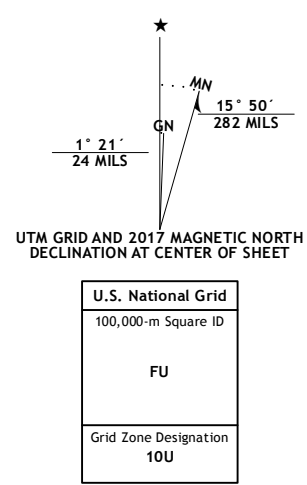 MN
GN
15° 50´
282 MILS
1° 21´
24 MILS
UTM GRID AND 2017 MAGNETIC NORTH
DECLINATION AT CENTER OF SHEET
U.S. National Grid
100,000-m Square ID
FU
Grid Zone Designation
10U